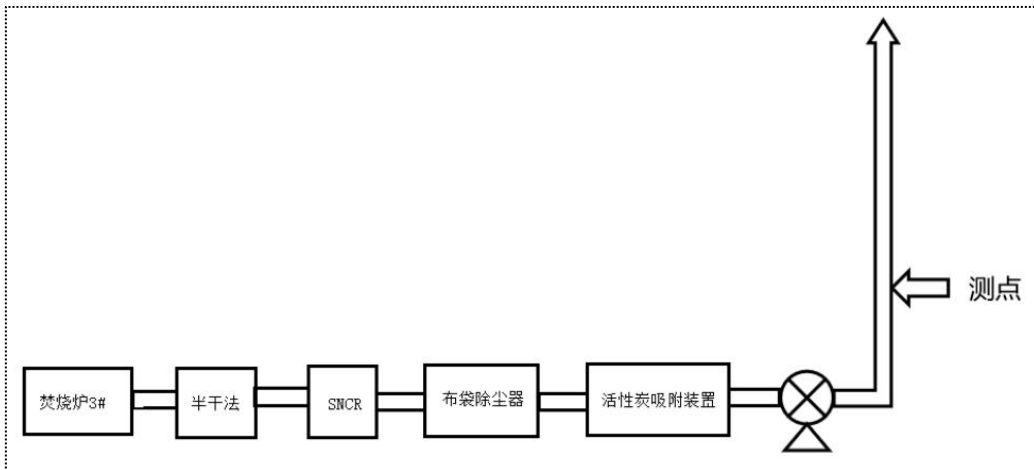 测点
焚烧炉3#
半干法
SNCR
布袋除尘器
活性炭吸附装置